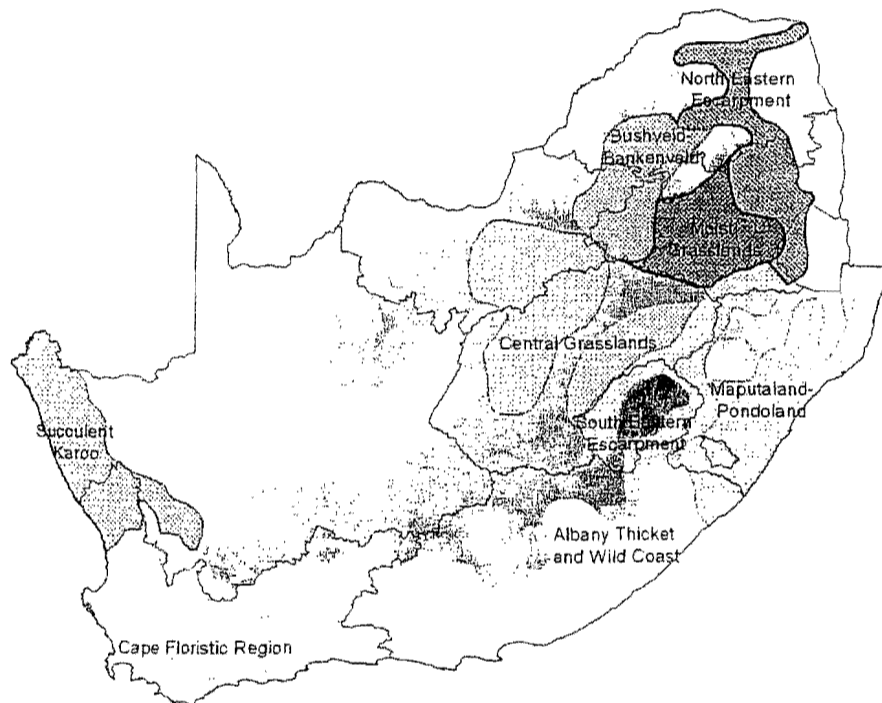 North Eastern
Escarpment
Bushveld-
Bankenveld
Moist
Grasslands
Central Grasslands
Maputaland-
Pondoland
Succulent
Karoo
South Eastern
Escarpment
Albany Thicket
and Wild Coast
Cape Floristic Region